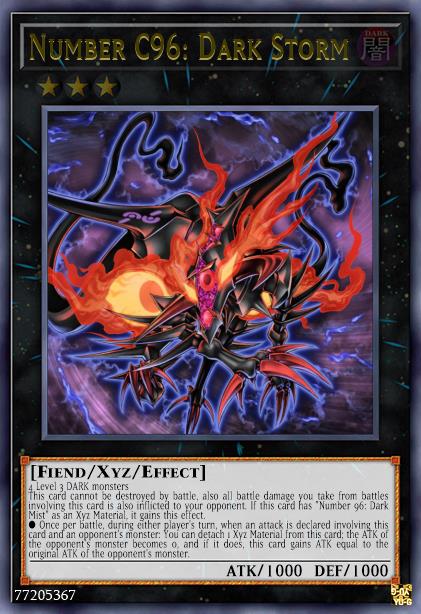 Number C96: Dark Storm
DARK
闇
[Fiend/Xyz/Effect]
4 Level 3 DARK monsters
This card cannot be destroyed by battle, also all battle damage you take from battles
involving this card is also inflicted to your opponent. If this card has "Number 96: Dark
Mist" as an Xyz Material, it gains this effect.
● Once per battle, during either player's turn, when an attack is declared involving this
card and an opponent's monster: You can detach 1 Xyz Material from this card; the ATK
of the opponent's monster becomes 0, and if it does, this card gains ATK equal to the
original ATK of the opponent's monster.
ATK/1000 DEF/1000
77205367